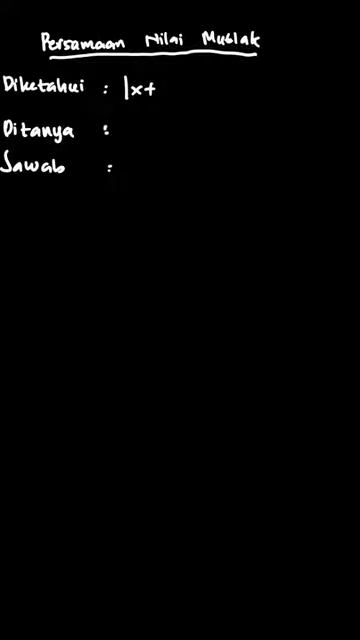 Persamaan Nilai Mutlak
Diketahui : |x+
Ditanya :
Jawab :